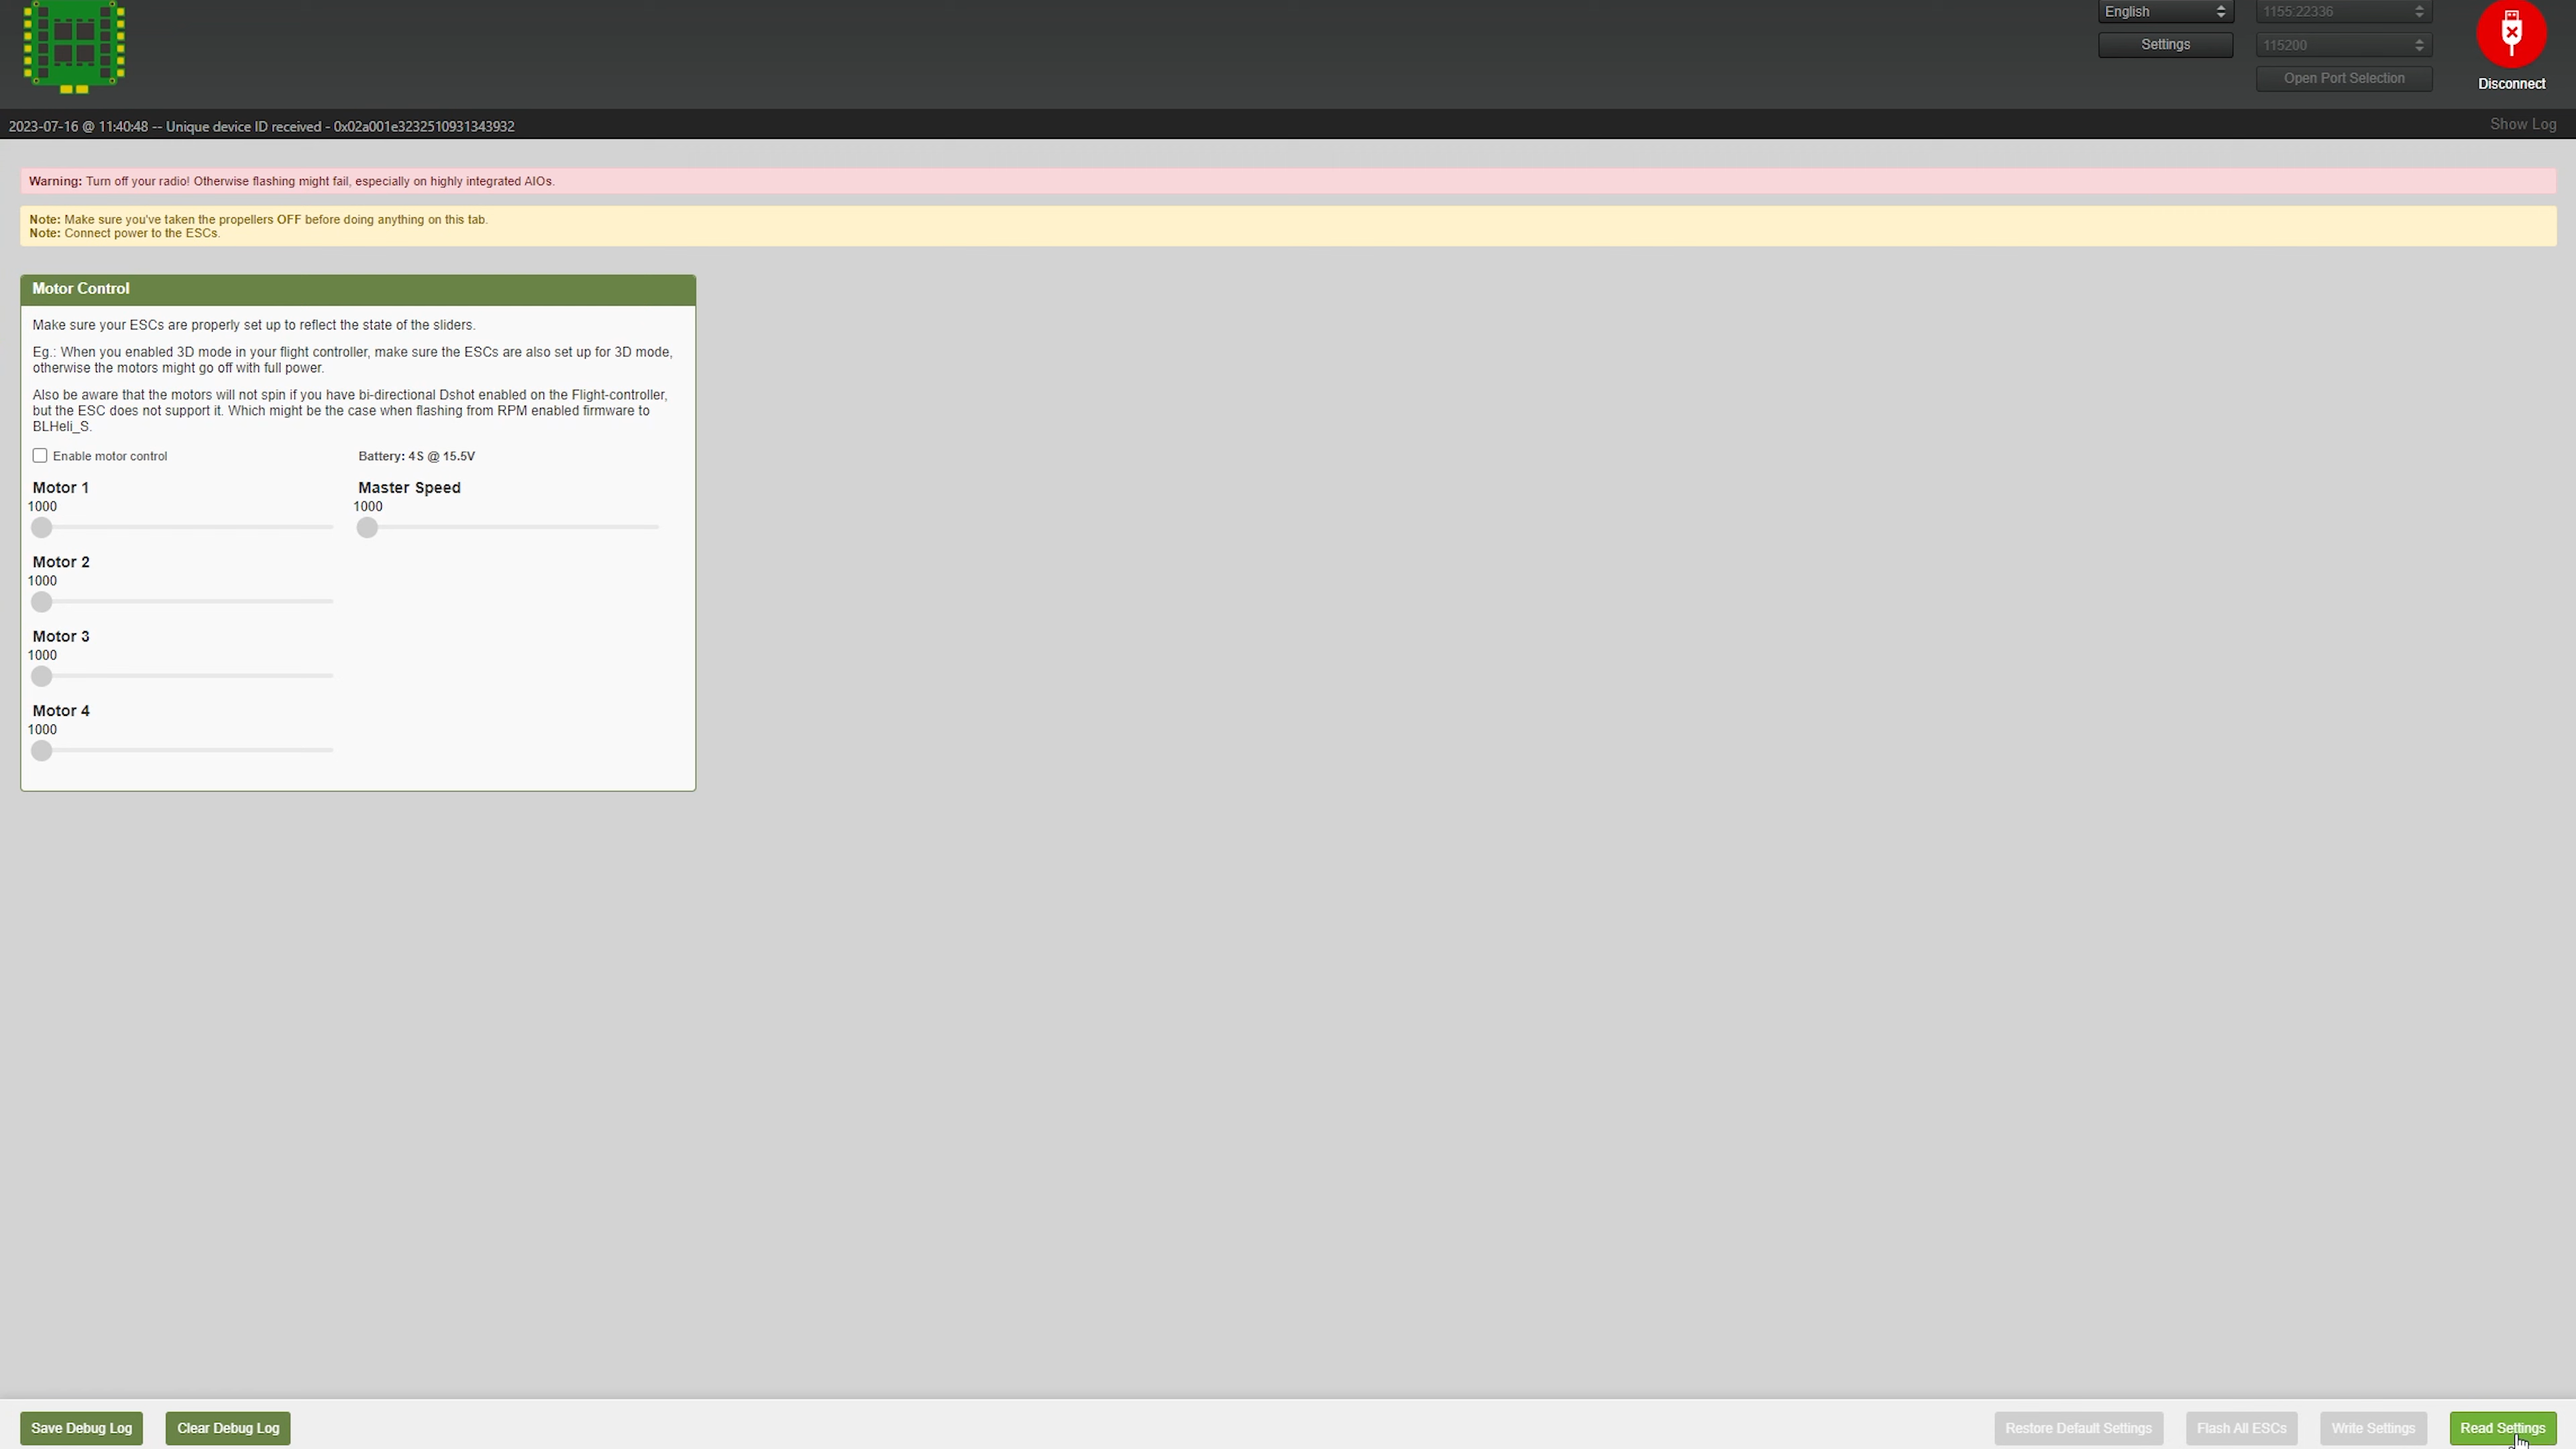 English
1155:22336
Settings
115200
Open Port Selection
Disconnect
2023-07-16 @ 11:40:48 -- Unique device ID received - 0x02a001e3232510931343932
Show Log
Warning: Turn off your radio! Otherwise flashing might fail, especially on highly integrated AIOs.
Note: Make sure you've taken the propellers OFF before doing anything on this tab.
Note: Connect power to the ESCs.
Motor Control
Make sure your ESCs are properly set up to reflect the state of the sliders.
Eg.: When you enabled 3D mode in your flight controller, make sure the ESCs are also set up for 3D mode,
otherwise the motors might go off with full power.
Also be aware that the motors will not spin if you have bi-directional Dshot enabled on the Flight-controller,
but the ESC does not support it. Which might be the case when flashing from RPM enabled firmware to
BLHeli_S.
Enable motor control
Battery: 4S @ 15.5V
Motor 1
1000
Master Speed
1000
Motor 2
1000
Motor 3
1000
Motor 4
1000
Save Debug Log
Clear Debug Log
Restore Default Settings
Flash All ESCs
Write Settings
Read Settings